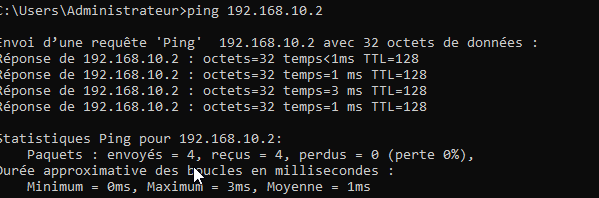 C:\Users\Administrateur>ping 192.168.10.2
Envoi d’une requête 'Ping'  192.168.10.2 avec 32 octets de données :
Réponse de 192.168.10.2 : octets=32 temps<1ms TTL=128
Réponse de 192.168.10.2 : octets=32 temps=1 ms TTL=128
Réponse de 192.168.10.2 : octets=32 temps=3 ms TTL=128
Réponse de 192.168.10.2 : octets=32 temps=1 ms TTL=128
Statistiques Ping pour 192.168.10.2:
Paquets : envoyés = 4, reçus = 4, perdus = 0 (perte 0%),
Durée approximative des boucles en millisecondes :
Minimum = 0ms, Maximum = 3ms, Moyenne = 1ms